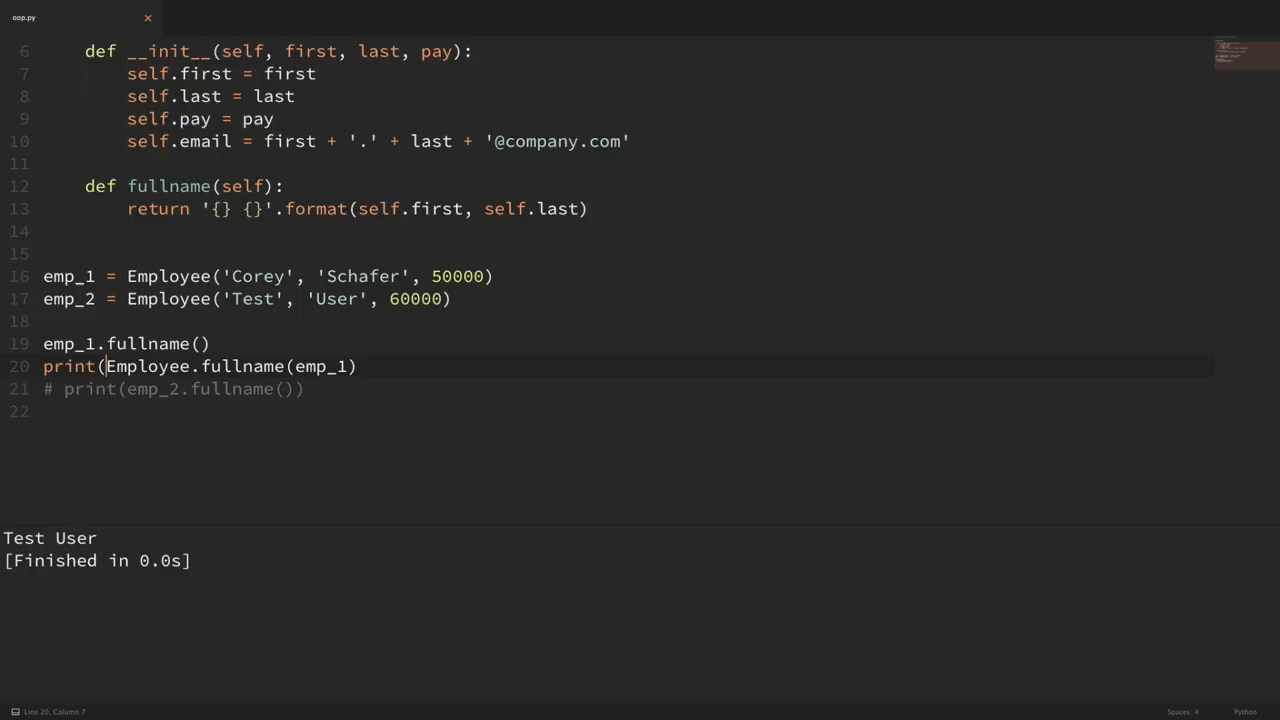 oop.py
6 def __init__(self, first, last, pay):
7 self.first = first
8 self.last = last
9 self.pay = pay
10 self.email = first + '.' + last + '@company.com'
11
12 def fullname(self):
13 return '{} {}'.format(self.first, self.last)
14
15
16 emp_1 = Employee('Corey', 'Schafer', 50000)
17 emp_2 = Employee('Test', 'User', 60000)
18
19 emp_1.fullname()
20 print(Employee.fullname(emp_1)
21 # print(emp_2.fullname())
22
Test User
[Finished in 0.0s]
Line 20, Column 7 Spaces: 4 Python